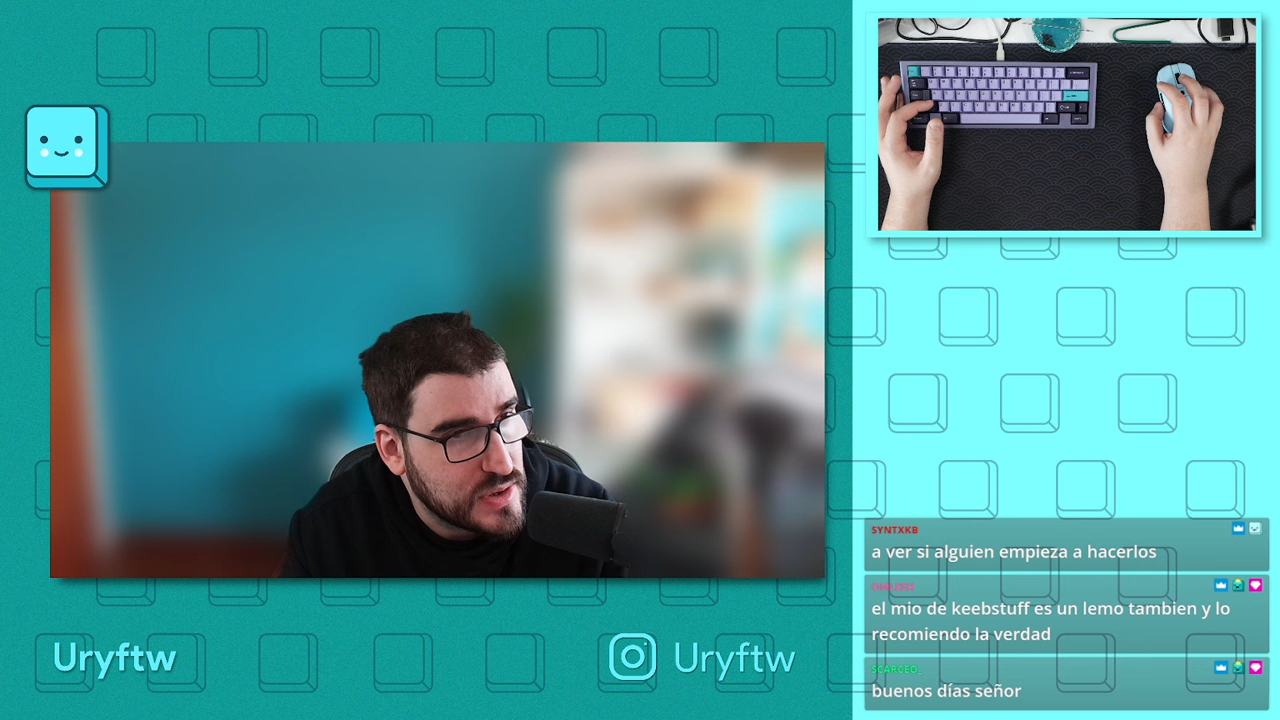 SYNTXKB
a ver si alguien empieza a hacerlos
el mio de keebstuff es un lemo tambien y lo
recomiendo la verdad
SCARCEO_
buenos días señor
Uryftw
Uryftw